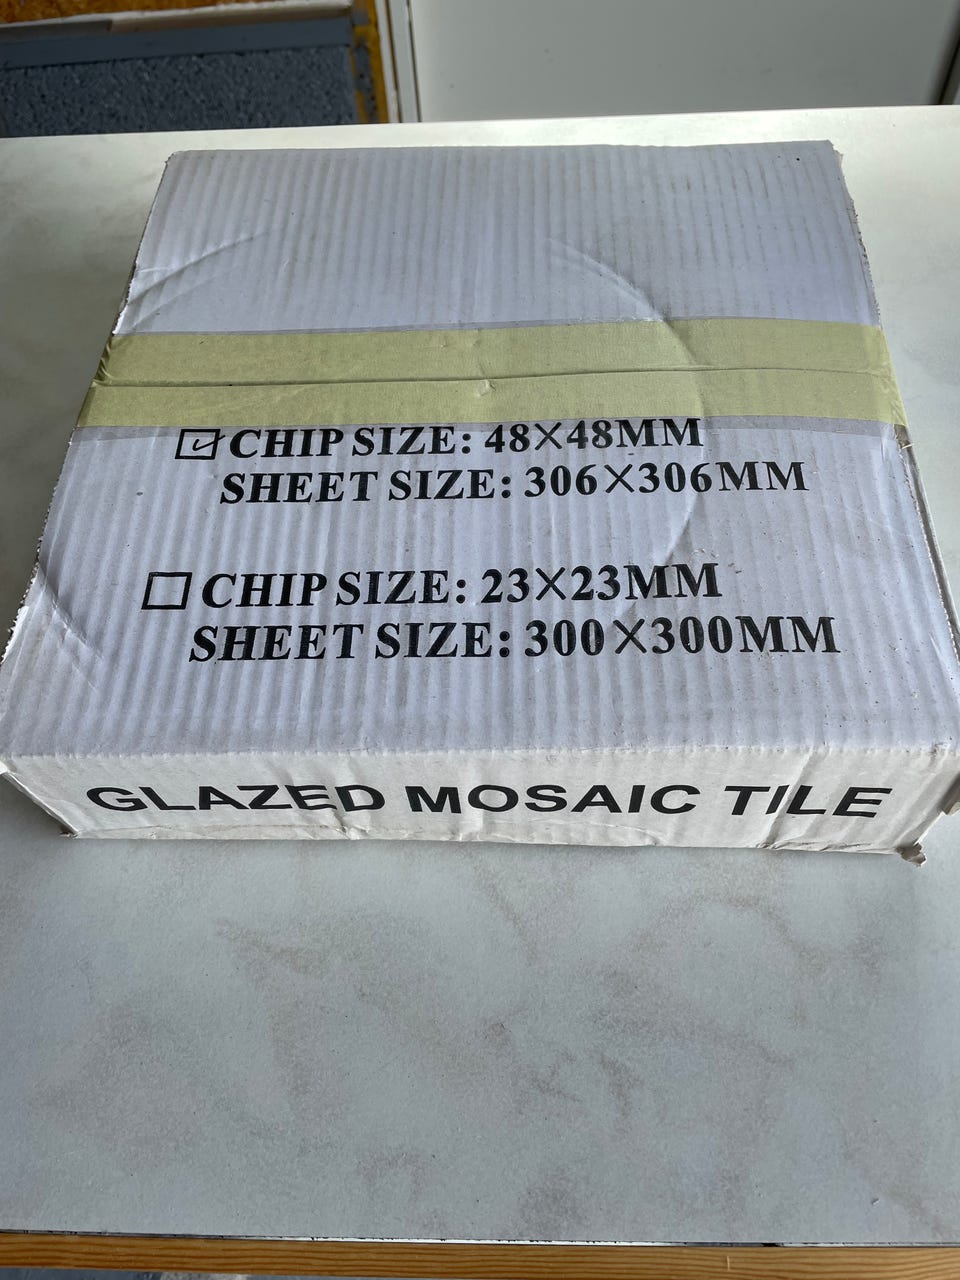 CHIP SIZE: 48×48MM
SHEET SIZE: 306×306MM
CHIP SIZE: 23×23MM
SHEET SIZE: 300×300MM
GLAZED MOSAIC TILE